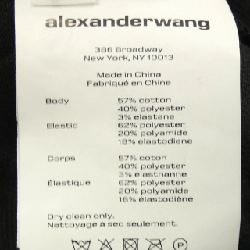 alexanderwang
386 Broadway
New York, NY 10013
Made in China
Fabriqué en Chine
Body 57% cotton
40% polyester
3% elastane
Elastic 62% polyester
20% polyamide
18% elastodiene
Corps 57% coton
40% polyester
3% élasthanne
Élastique 62% polyester
20% polyamide
18% élastodiène
Dry clean only.
Nettoyage à sec seulement.